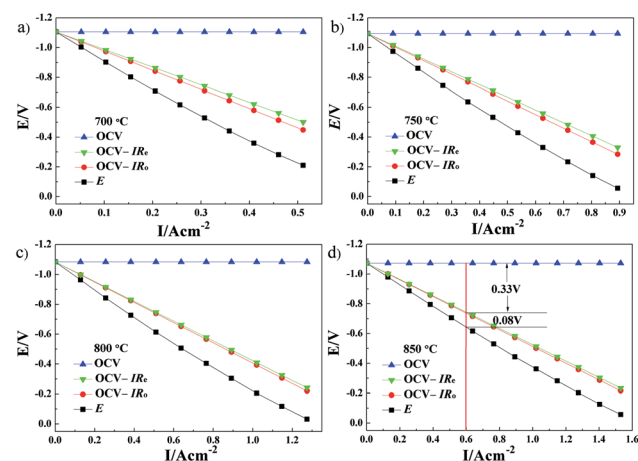 a)
-1.2
-1.0
-0.8
-0.6
-0.4
-0.2
0.0
E/V
700 °C
OCV
OCV– IRe
OCV– IRo
E
0.0 0.1 0.2 0.3 0.4 0.5
I/Acm-2
b)
-1.2
-1.0
-0.8
-0.6
-0.4
-0.2
0.0
E/V
750 °C
OCV
OCV– IRe
OCV– IRo
E
0.0 0.1 0.2 0.3 0.4 0.5 0.6 0.7 0.8 0.9
I/Acm-2
c)
-1.2
-1.0
-0.8
-0.6
-0.4
-0.2
0.0
E/V
800 °C
OCV
OCV– IRe
OCV– IRo
E
0.0 0.2 0.4 0.6 0.8 1.0 1.2
I/Acm-2
d)
-1.2
-1.0
-0.8
-0.6
-0.4
-0.2
0.0
E/V
0.33V
0.08V
850 °C
OCV
OCV– IRe
OCV– IRo
E
0.0 0.2 0.4 0.6 0.8 1.0 1.2 1.4 1.6
I/Acm-2